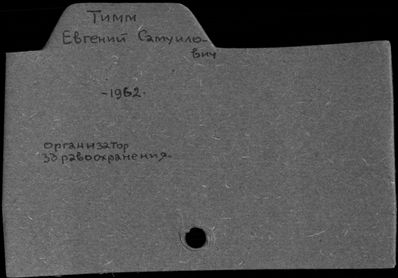 Тимм
Евгений Самуило-
вич
-1962.
организатор
здравоохранения.